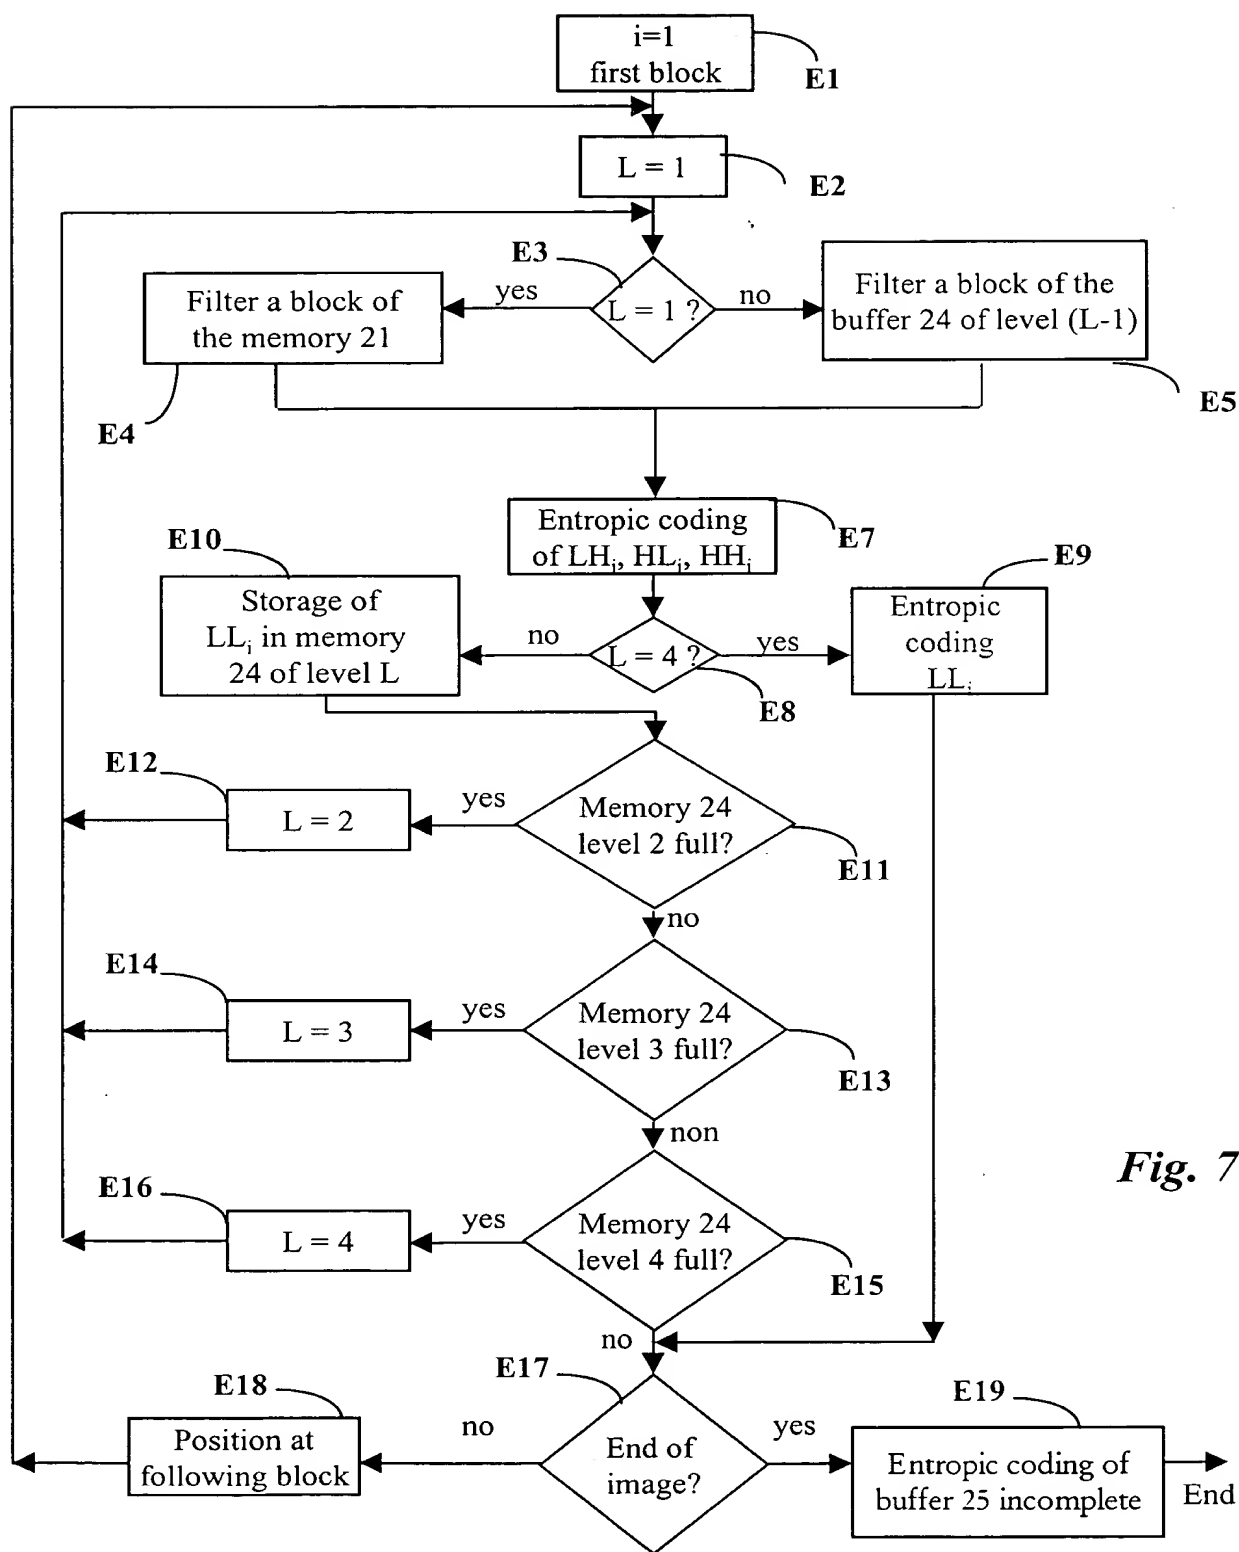 i=1
first block
E1
L = 1
E2
E3
L = 1 ?
yes
no
Filter a block of
the memory 21
E4
Filter a block of the
buffer 24 of level (L-1)
E5
Entropic coding
of LHi, HLi, HHi
E7
E10
Storage of
LLi in memory
24 of level L
no
L = 4 ?
yes
E8
E9
Entropic
coding
LLi
E12
L = 2
yes
Memory 24
level 2 full?
E11
no
E14
L = 3
yes
Memory 24
level 3 full?
E13
non
Fig. 7
E16
L = 4
yes
Memory 24
level 4 full?
E15
no
E17
E18
Position at
following block
no
End of
image?
yes
E19
Entropic coding of
buffer 25 incomplete
End